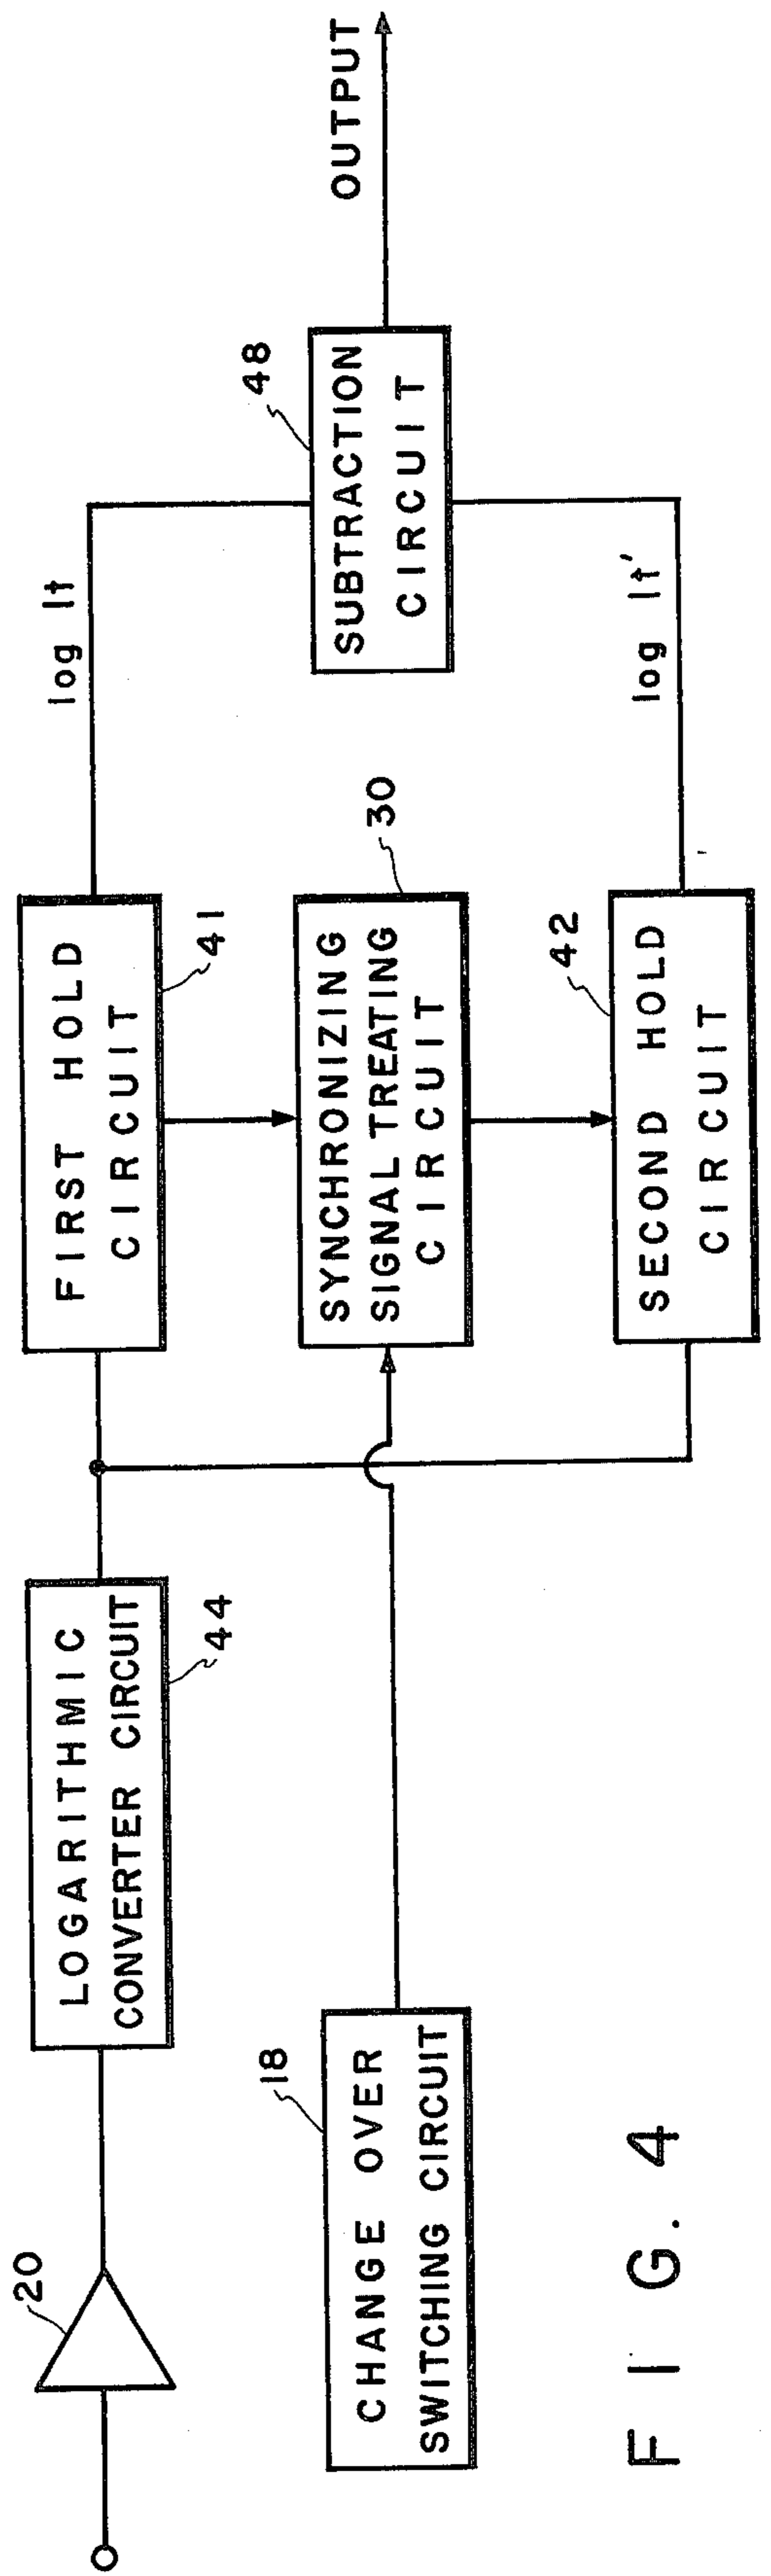 20
LOGARITHMIC
CONVERTER CIRCUIT
44
FIRST HOLD
CIRCUIT
41
log It
18
CHANGE OVER
SWITCHING CIRCUIT
SYNCHRONIZING
SIGNAL TREATING
CIRCUIT
30
48
SUBTRACTION
CIRCUIT
OUTPUT
42
SECOND HOLD
CIRCUIT
log It'
FIG. 4